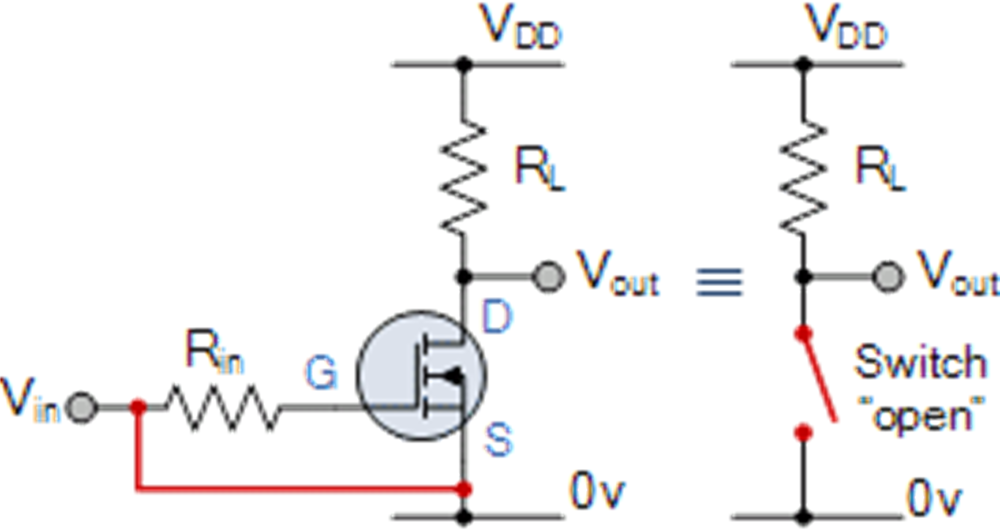 VDD
VDD
RL
RL
Vout
≡
Vout
D
Rin
G
Switch
"open"
Vin
S
0v
0v